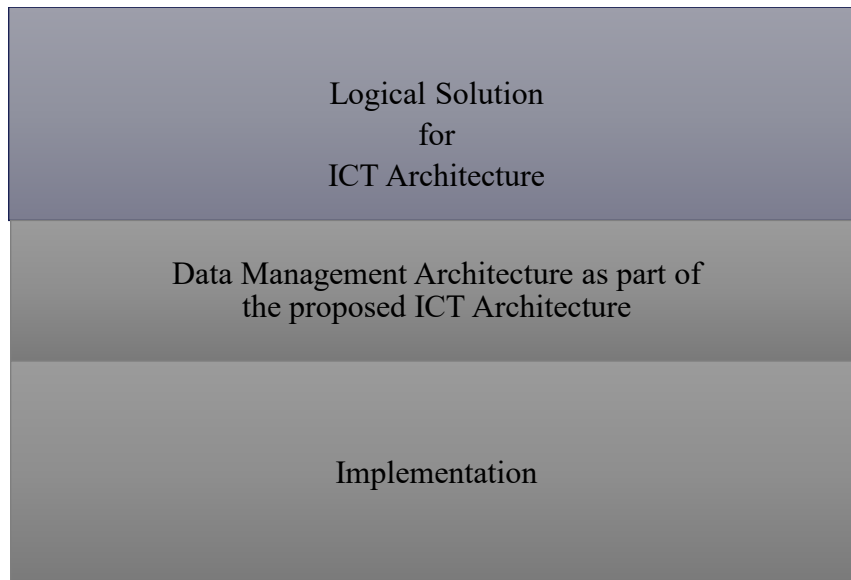 Logical Solution
for
ICT Architecture
Data Management Architecture as part of
the proposed ICT Architecture
Implementation